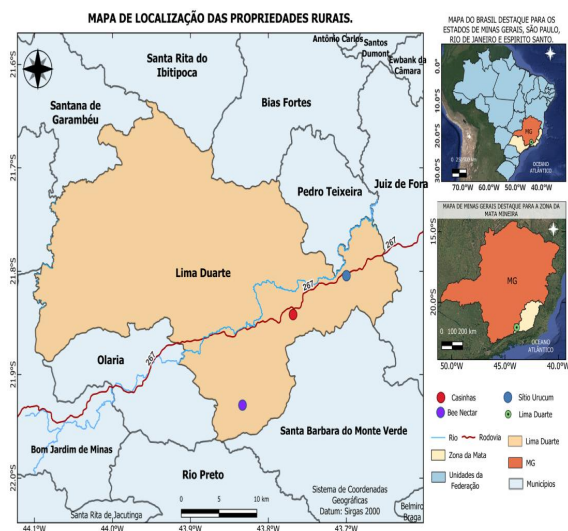 MAPA DE LOCALIZAÇÃO DAS PROPRIEDADES RURAIS.
Antônio Carlos
Santos
Dumont
Ewbank da
Câmara
Santa Rita do
Ibitipoca
Bias Fortes
Santana de
Garambéu
Pedro Teixeira
Juiz de Fora
Lima Duarte
267
267
267
Olaria
Bom Jardim de Minas
Santa Barbara do Monte Verde
Rio Preto
Santa Rita de Jacutinga
Belmiro
Braga
Sistema de Coordenadas
Geográficas
Datum: Sirgas 2000
0 5 10 km
21.6°S
21.7°S
21.8°S
21.9°S
22.0°S
44.1°W 44.0°W 43.9°W 43.8°W 43.7°W
MAPA DO BRASIL DESTAQUE PARA OS
ESTADOS DE MINAS GERAIS, SÃO PAULO,
RIO DE JANEIRO E ESPIRITO SANTO.
0.0°
10.0°S
20.0°S
30.0°S
MG
OCEANO
ATLÂNTICO
70.0°W 60.0°W 50.0°W 40.0°W
MAPA DE MINAS GERAIS DESTAQUE PARA A ZONA DA
MATA MINEIRA
15.0°S
20.0°S
MG
0 100 200 km
OCEANO
ATLÂNTICO
50.0°W 45.0°W 40.0°W
Casinhas
Sítio Urucum
Bee Nectar
Lima Duarte
Rio
Rodovia
Lima Duarte
Zona da Mata
MG
Unidades da
Federação
Municípios